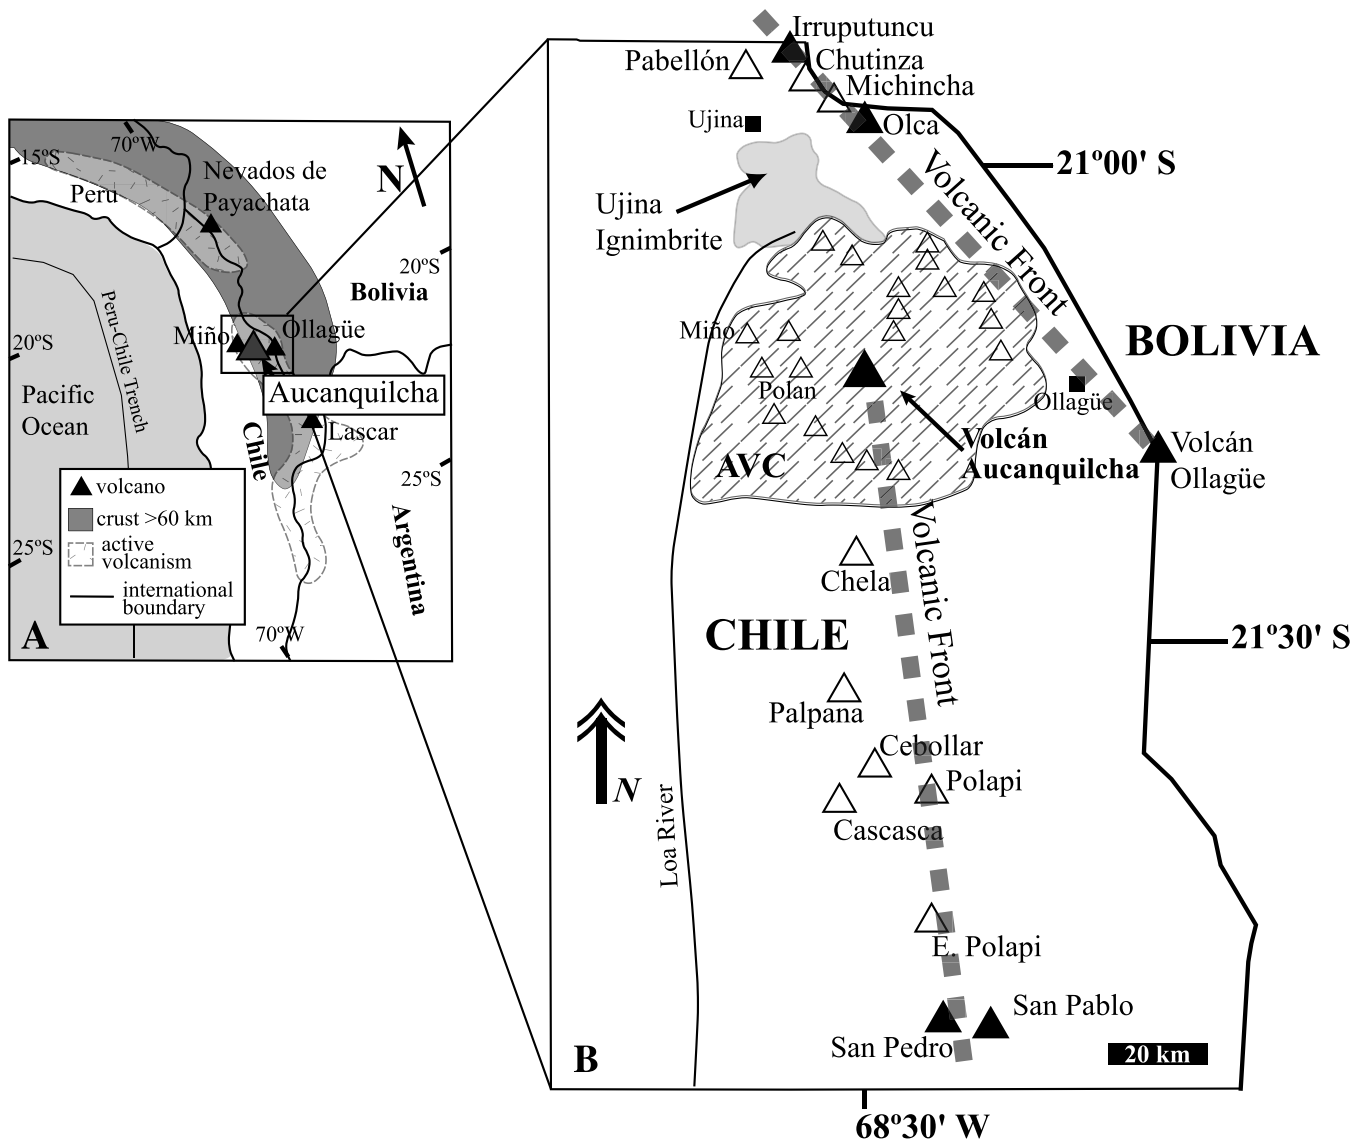 70ºW
15ºS
Peru
Nevados de
Payachata
N
20ºS
Bolivia
Peru-Chile Trench
Miño
Ollagüe
20ºS
Pacific
Ocean
Aucanquilcha
Chile
Lascar
25ºS
volcano
crust >60 km
active
volcanism
international
boundary
25ºS
Argentina
70ºW
A
Irruputuncu
Pabellón
Chutinza
Michincha
Ujina
Olca
21º00' S
Volcanic Front
Ujina
Ignimbrite
BOLIVIA
Miño
Polan
Ollagüe
Volcán
Aucanquilcha
AVC
Volcán
Ollagüe
Volcanic Front
Chela
CHILE
21º30' S
Palpana
Cebollar
Polapi
Cascasca
N
Loa River
E. Polapi
San Pablo
San Pedro
B
20 km
68º30' W